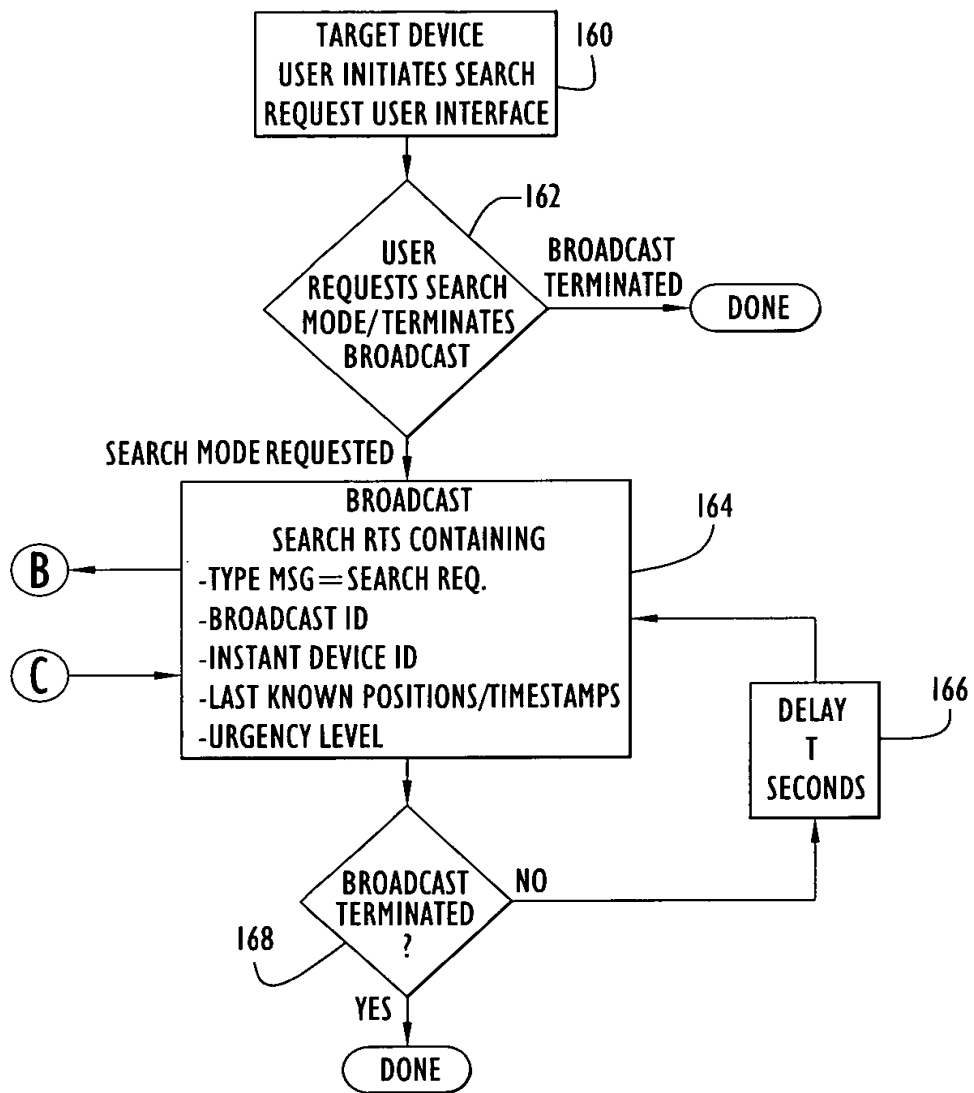 TARGET DEVICE
USER INITIATES SEARCH
REQUEST USER INTERFACE
160
162
USER
REQUESTS SEARCH
MODE/TERMINATES
BROADCAST
BROADCAST
TERMINATED
DONE
SEARCH MODE REQUESTED
BROADCAST
SEARCH RTS CONTAINING
-TYPE MSG=SEARCH REQ.
-BROADCAST ID
-INSTANT DEVICE ID
-LAST KNOWN POSITIONS/TIMESTAMPS
-URGENCY LEVEL
164
B
C
DELAY
T
SECONDS
166
BROADCAST
TERMINATED
?
NO
168
YES
DONE